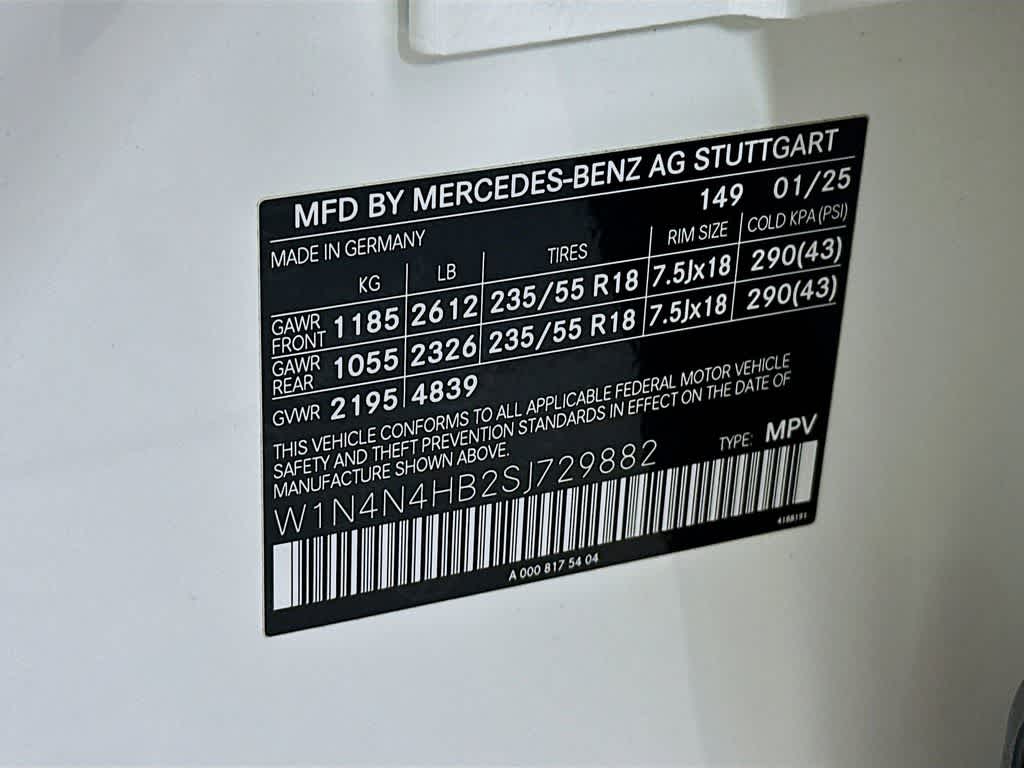 MFD BY MERCEDES-BENZ AG STUTTGART
MADE IN GERMANY 149 01/25
KG LB TIRES RIM SIZE COLD KPA (PSI)
GAWR FRONT 1185 2612 235/55 R18 7.5Jx18 290(43)
GAWR REAR 1055 2326 235/55 R18 7.5Jx18 290(43)
GVWR 2195 4839
THIS VEHICLE CONFORMS TO ALL APPLICABLE FEDERAL MOTOR VEHICLE
SAFETY AND THEFT PREVENTION STANDARDS IN EFFECT ON THE DATE OF
MANUFACTURE SHOWN ABOVE.
W1N4N4HB2SJ729882 TYPE: MPV
A 000 817 54 04
4168191